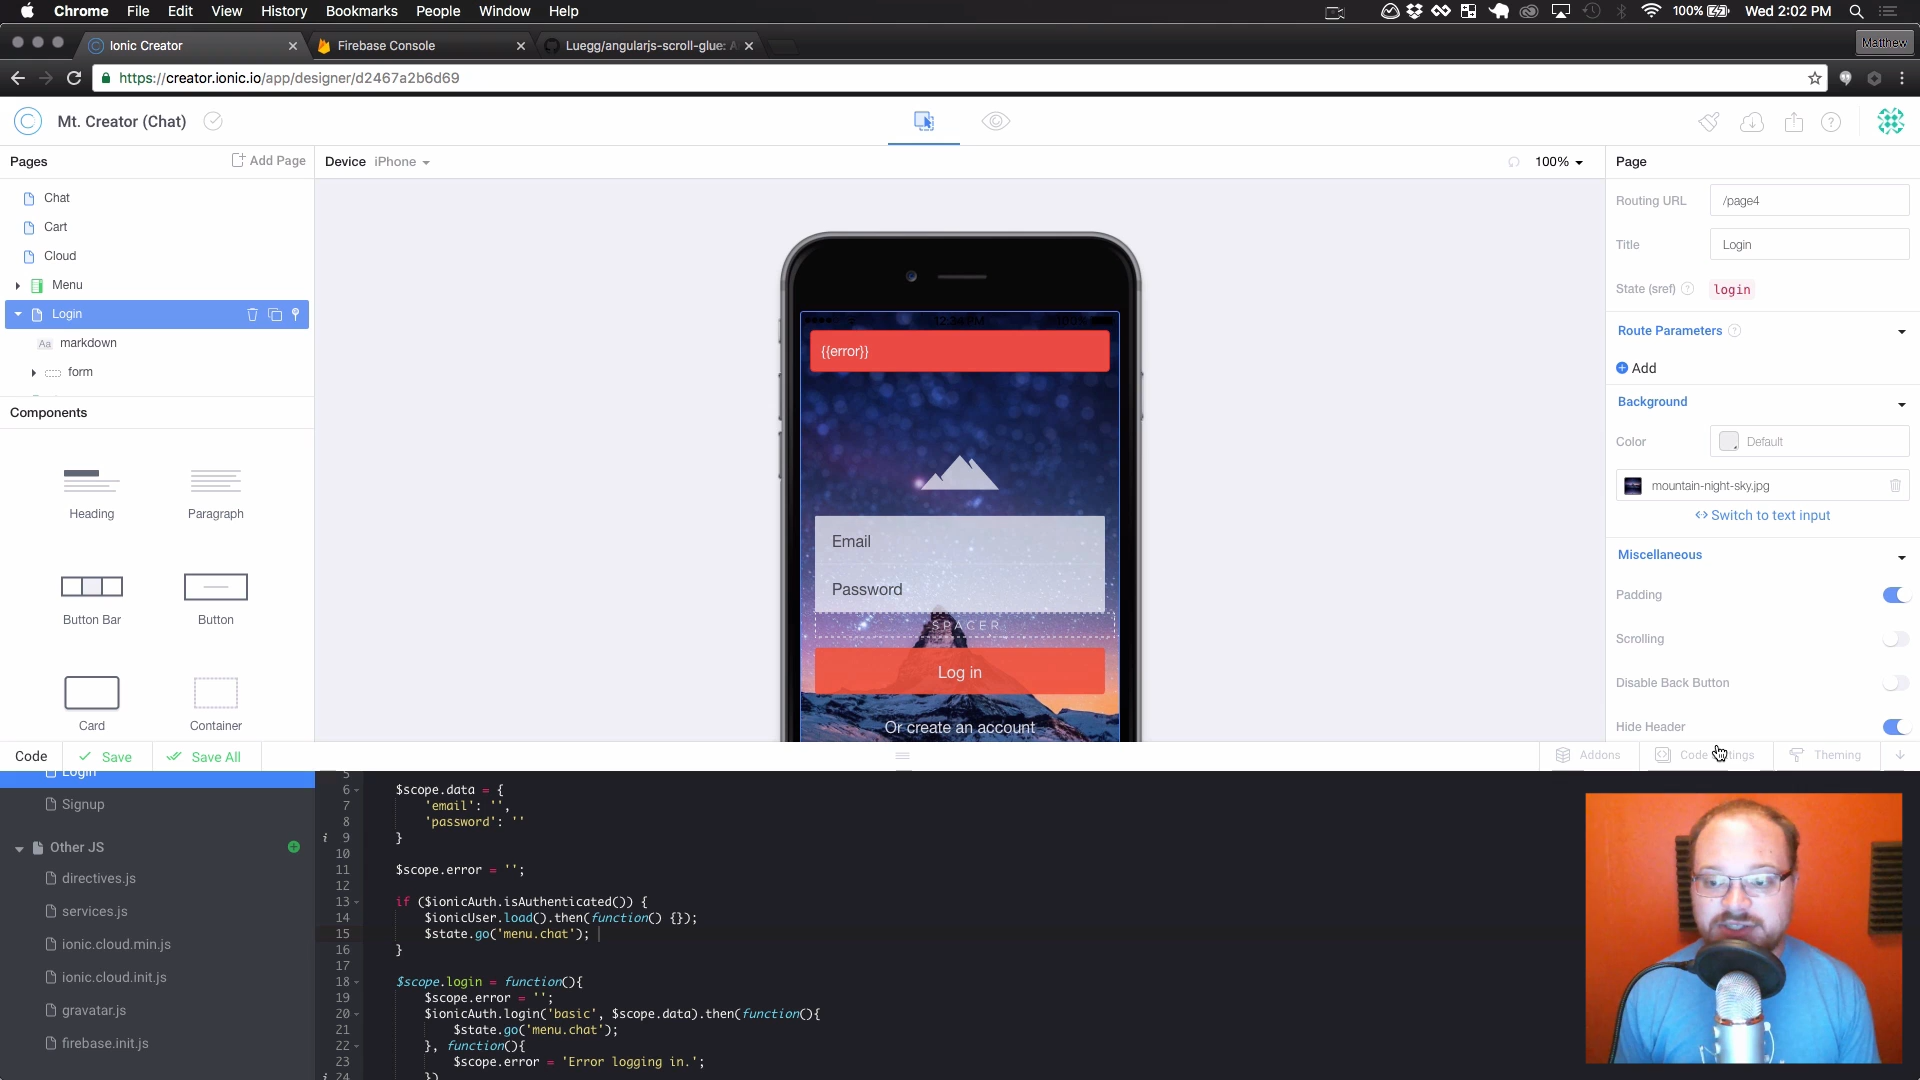 Chrome File Edit View History Bookmarks People Window Help 100% Wed 2:02 PM
Ionic Creator Firebase Console Luegg/angularjs-scroll-glue: A Matthew
https://creator.ionic.io/app/designer/d2467a2b6d69
Mt. Creator (Chat)
Pages Add Page Device iPhone 100% Page
Chat
Cart
Cloud
Menu
Login
markdown
form
Components
Heading Paragraph
Button Bar Button
Card Container
{{error}}
Email
Password
SPACER
Log in
Or create an account
Routing URL /page4
Title Login
State (sref) login
Route Parameters
Add
Background
Color Default
mountain-night-sky.jpg
Switch to text input
Miscellaneous
Padding
Scrolling
Disable Back Button
Hide Header
Code Save Save All Addons Theming
Login
Signup
Other JS
directives.js
services.js
ionic.cloud.min.js
ionic.cloud.init.js
gravatar.js
firebase.init.js
5
6 $scope.data = {
7 'email': '',
8 'password': ''
i 9 }
10
11 $scope.error = '';
12
13 if ($ionicAuth.isAuthenticated()) {
14 $ionicUser.load().then(function() {});
15 $state.go('menu.chat');
16 }
17
18 $scope.login = function(){
19 $scope.error = '';
20 $ionicAuth.login('basic', $scope.data).then(function(){
21 $state.go('menu.chat');
22 }, function(){
23 $scope.error = 'Error logging in.';
i 24 })